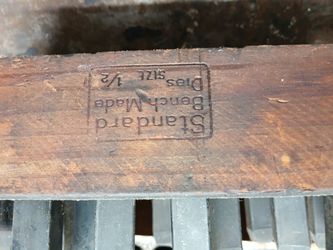 Standard
Bench Made
Dies
SIZE 1/2